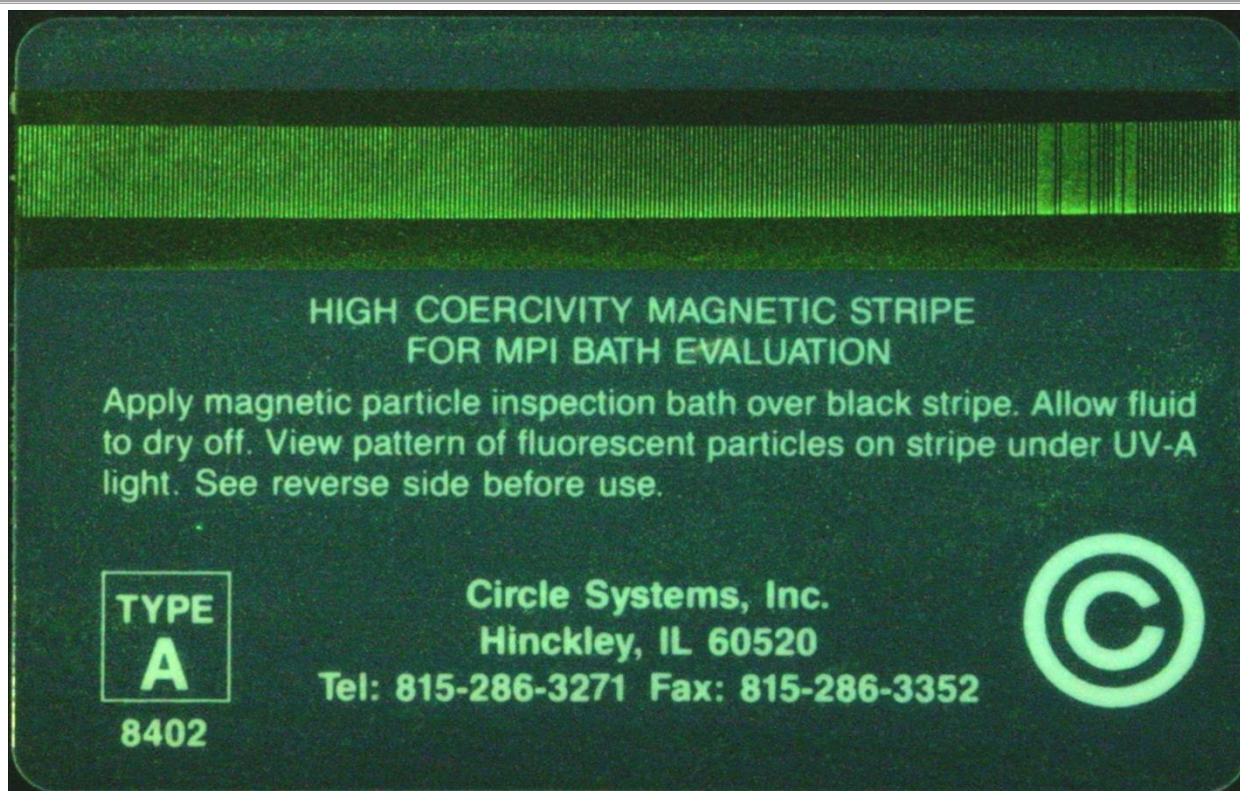 HIGH COERCIVITY MAGNETIC STRIPE
FOR MPI BATH EVALUATION
Apply magnetic particle inspection bath over black stripe. Allow fluid
to dry off. View pattern of fluorescent particles on stripe under UV-A
light. See reverse side before use.
TYPE
A
8402
Circle Systems, Inc.
Hinckley, IL 60520
Tel: 815-286-3271 Fax: 815-286-3352
C